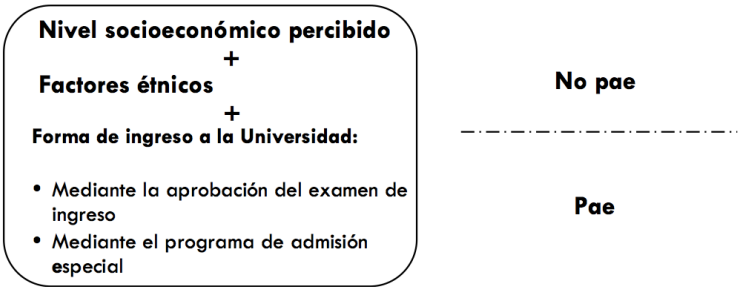 Nivel socioeconómico percibido
+
Factores étnicos
+
Forma de ingreso a la Universidad:
• Mediante la aprobación del examen de
ingreso
• Mediante el programa de admisión
especial
No pae
Pae